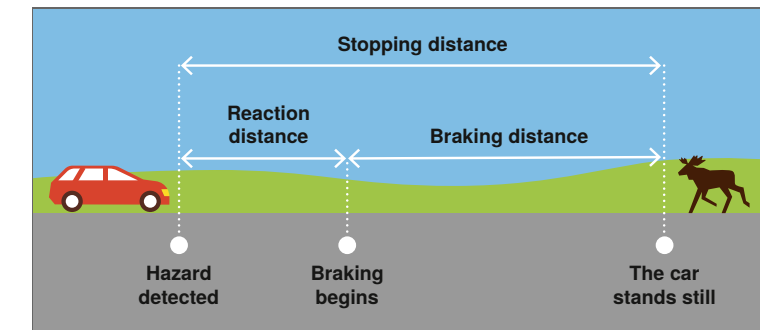 Stopping distance
Reaction
distance
Braking distance
Hazard
detected
Braking
begins
The car
stands still